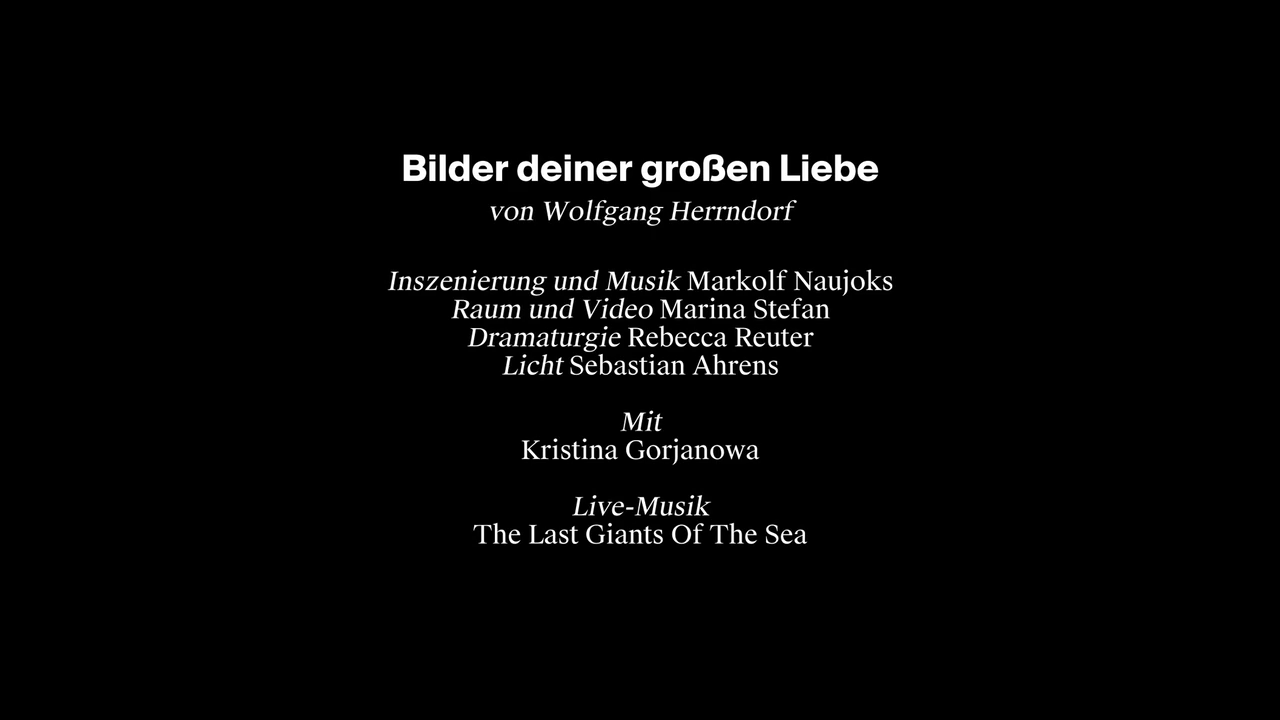 Bilder deiner großen Liebe
von Wolfgang Herrndorf
Inszenierung und Musik Markolf Naujoks
Raum und Video Marina Stefan
Dramaturgie Rebecca Reuter
Licht Sebastian Ahrens
Mit
Kristina Gorjanowa
Live-Musik
The Last Giants Of The Sea